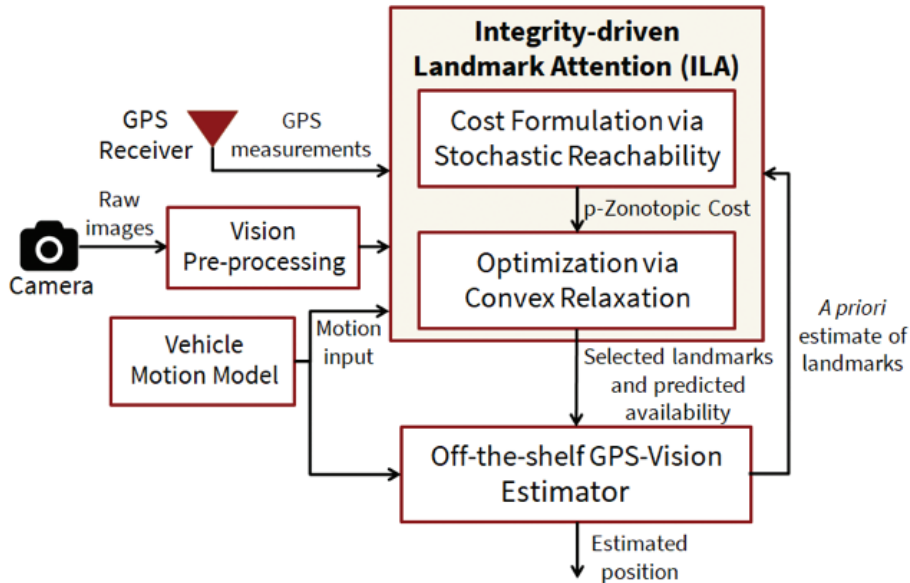 Integrity-driven
Landmark Attention (ILA)
GPS
Receiver
GPS
measurements
Cost Formulation via
Stochastic Reachability
p-Zonotopic Cost
Raw
images
Camera
Vision
Pre-processing
Optimization via
Convex Relaxation
Vehicle
Motion Model
Motion
input
Selected landmarks
and predicted
availability
A priori
estimate of
landmarks
Off-the-shelf GPS-Vision
Estimator
Estimated
position